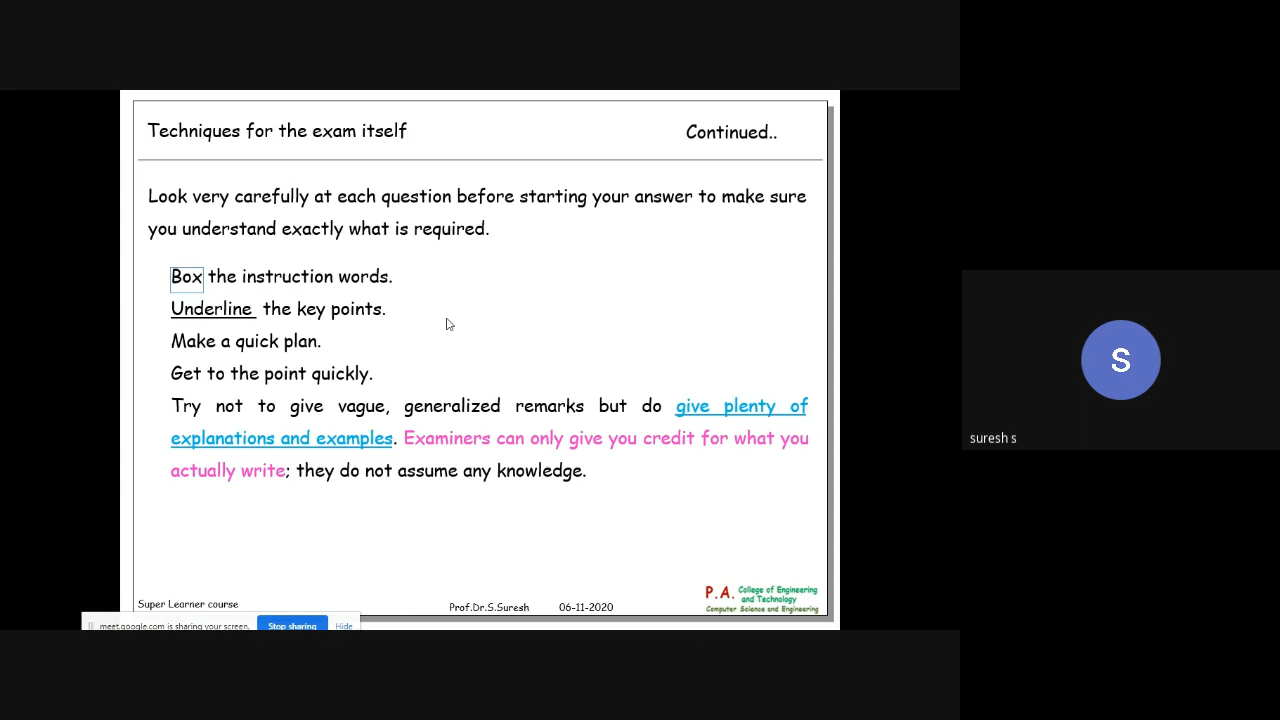 Techniques for the exam itself
Continued..
Look very carefully at each question before starting your answer to make sure
you understand exactly what is required.
Box the instruction words.
Underline the key points.
Make a quick plan.
Get to the point quickly.
Try not to give vague, generalized remarks but do give plenty of
explanations and examples. Examiners can only give you credit for what you
actually write; they do not assume any knowledge.
S
suresh s
P.A. College of Engineering
and Technology
Computer Science and Engineering
Super Learner course
Prof.Dr.S.Suresh
06-11-2020
meet.google.com is sharing your screen.
Stop sharing
Hide